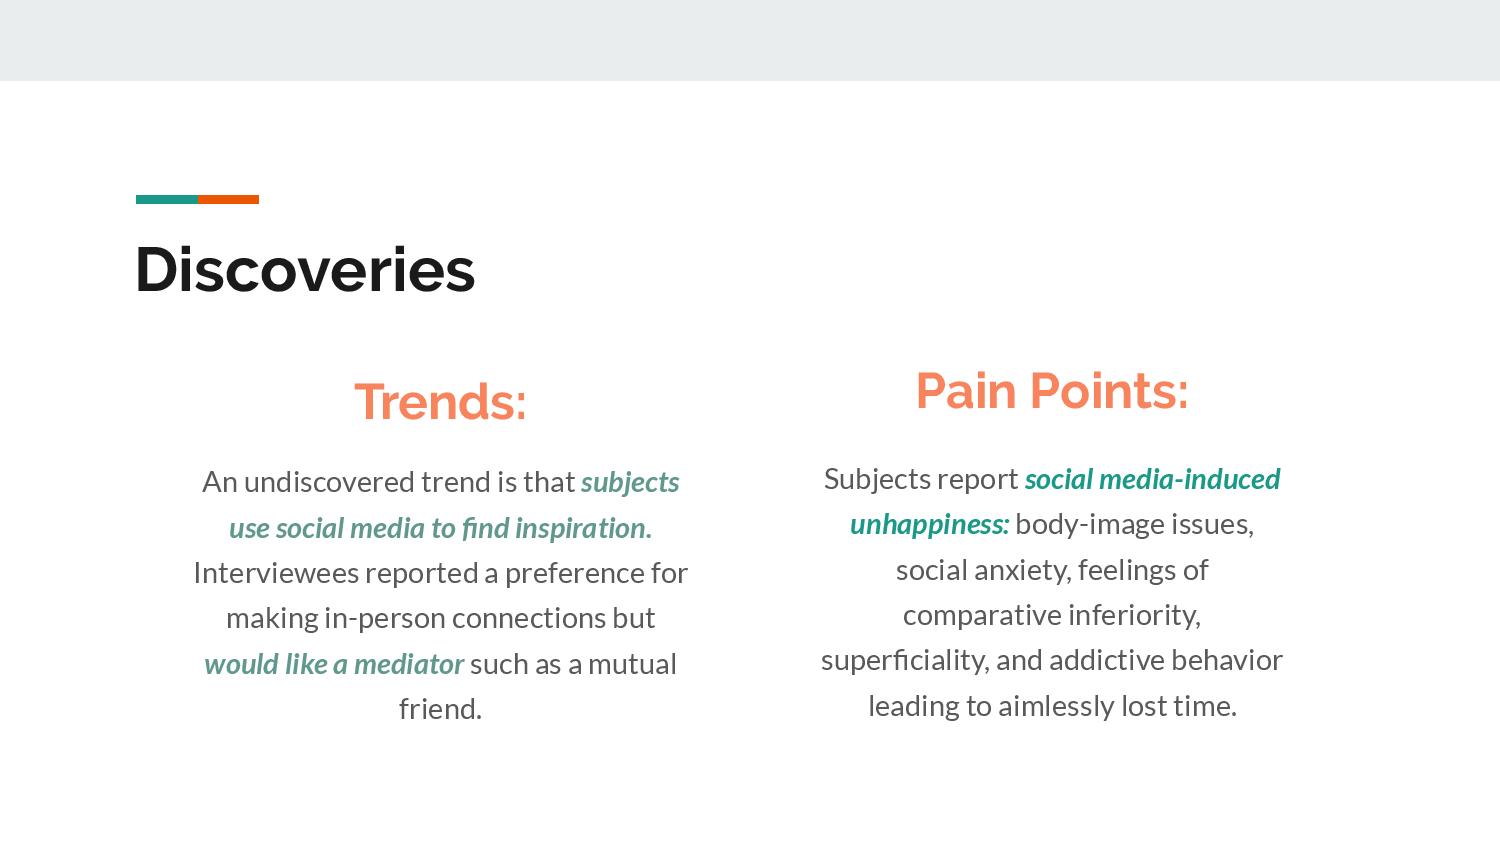 Discoveries
Trends:
An undiscovered trend is that subjects
use social media to find inspiration.
Interviewees reported a preference for
making in-person connections but
would like a mediator such as a mutual
friend.
Pain Points:
Subjects report social media-induced
unhappiness: body-image issues,
social anxiety, feelings of
comparative inferiority,
superficiality, and addictive behavior
leading to aimlessly lost time.